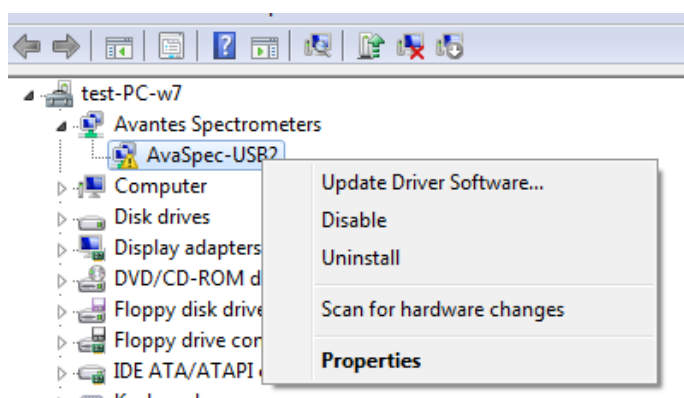 test-PC-w7
Avantes Spectrometers
AvaSpec-USB2
Computer
Disk drives
Display adapters
DVD/CD-ROM d
Floppy disk drive
Floppy drive con
IDE ATA/ATAPI
Update Driver Software...
Disable
Uninstall
Scan for hardware changes
Properties